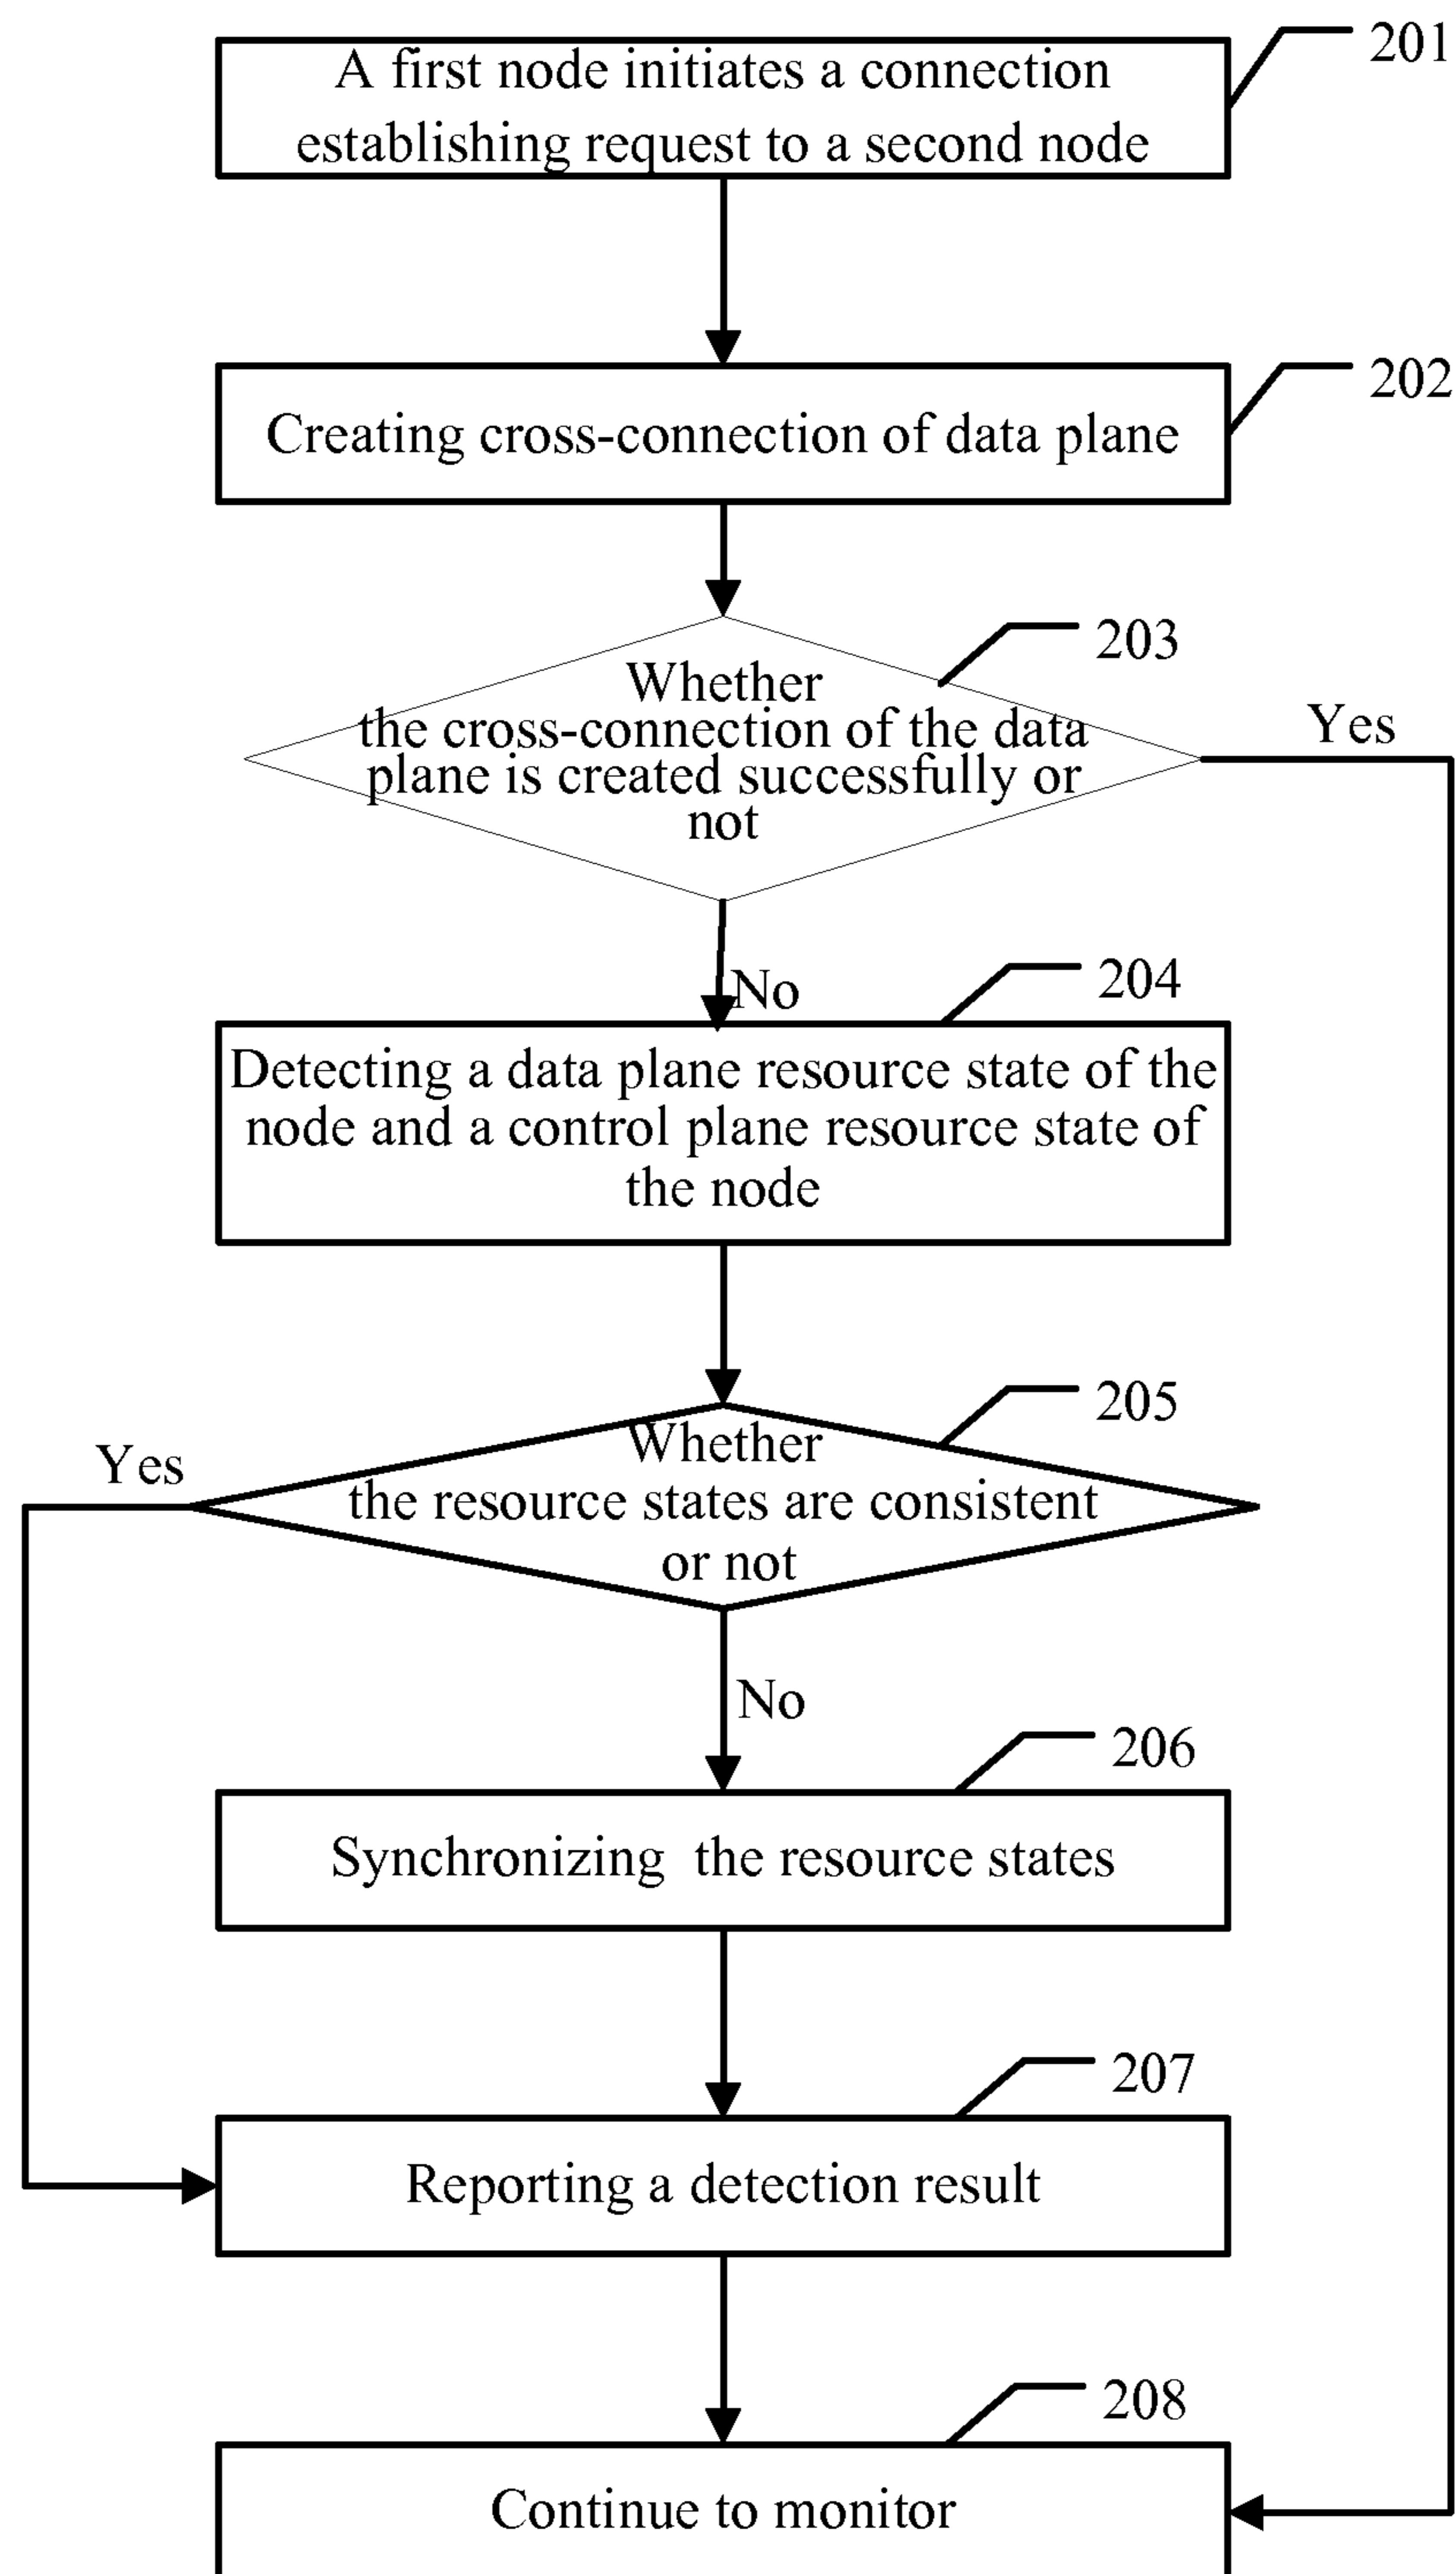 201
A first node initiates a connection
establishing request to a second node
202
Creating cross-connection of data plane
203
Whether
the cross-connection of the data
plane is created successfully or
not
Yes
No
204
Detecting a data plane resource state of the
node and a control plane resource state of
the node
205
Whether
the resource states are consistent
or not
Yes
No
206
Synchronizing the resource states
207
Reporting a detection result
208
Continue to monitor